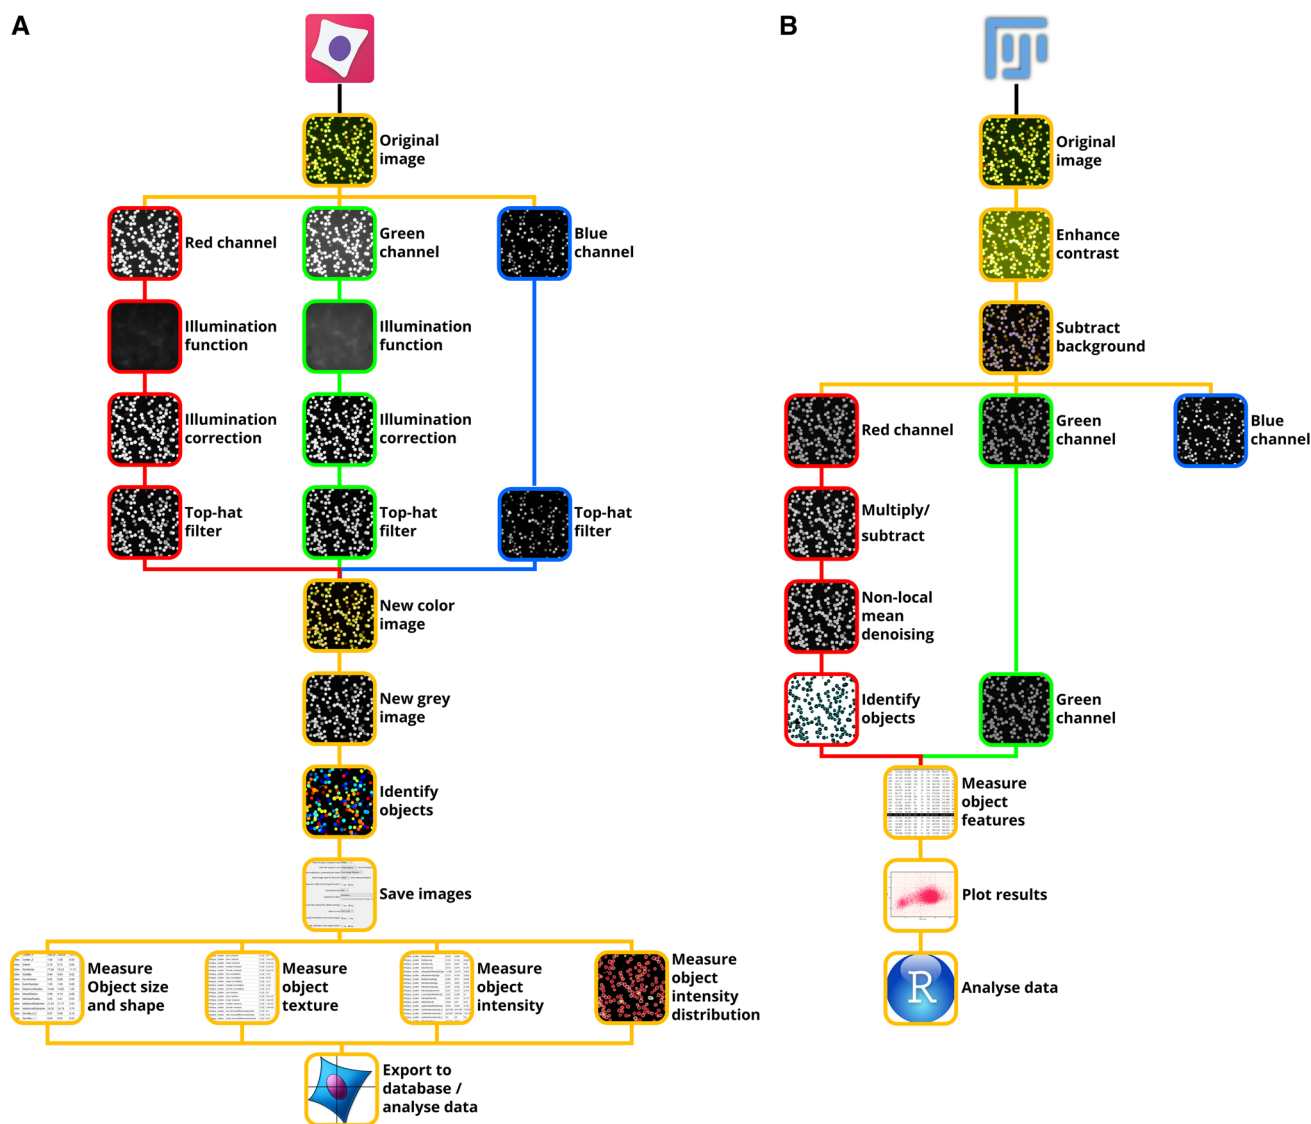 A
Original
image
Red channel
Green
channel
Blue
channel
Illumination
function
Illumination
function
Illumination
correction
Illumination
correction
Top-hat
filter
Top-hat
filter
Top-hat
filter
New color
image
New grey
image
Identify
objects
Save images
Measure
Object size
and shape
Measure
object
texture
Measure
object
intensity
Measure
object
intensity
distribution
Export to
database /
analyse data
B
Original
image
Enhance
contrast
Subtract
background
Red channel
Green
channel
Blue
channel
Multiply/
subtract
Non-local
mean
denoising
Identify
objects
Green
channel
Measure
object
features
Plot results
R
Analyse data